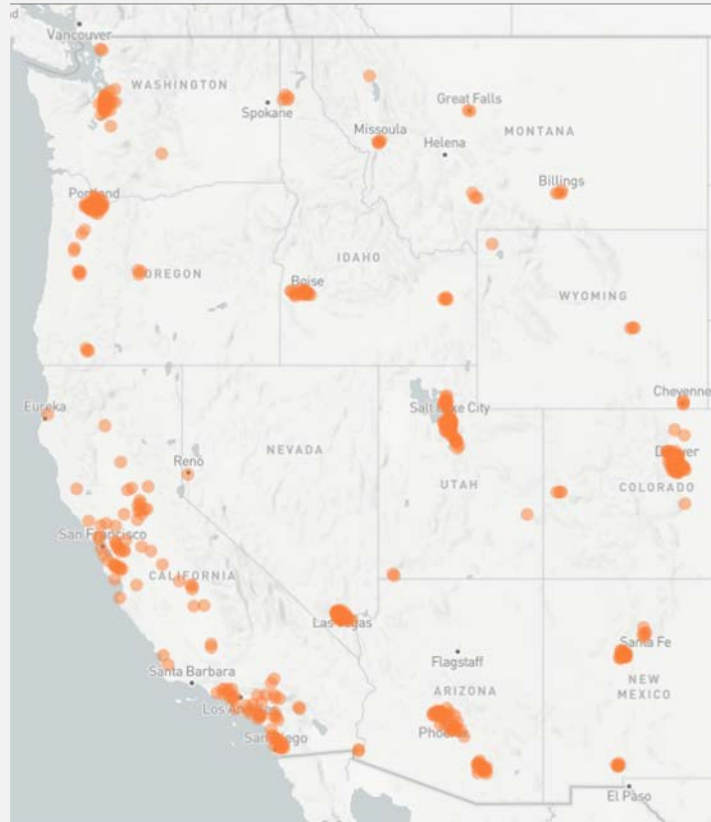 Vancouver
WASHINGTON
Spokane
Great Falls
Missoula
Helena
MONTANA
Portland
Billings
OREGON
IDAHO
Boise
WYOMING
Cheyenne
Eureka
Salt Lake City
NEVADA
Reno
Denver
UTAH
COLORADO
San Francisco
CALIFORNIA
Las Vegas
Santa Fe
Flagstaff
Santa Barbara
NEW
MEXICO
ARIZONA
Los Angeles
Phoenix
San Diego
El Paso